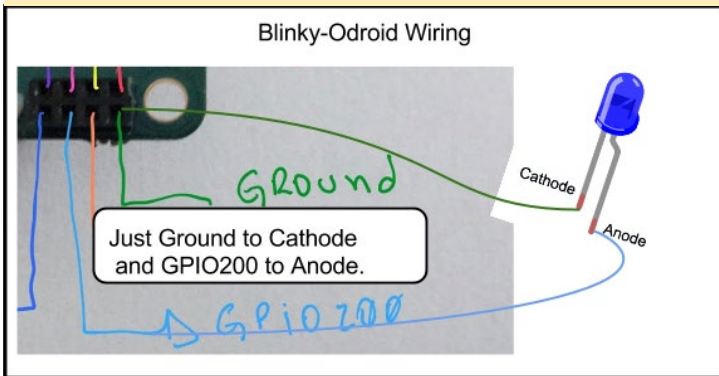 Blinky-Odroid Wiring
Cathode
GROUnd
Anode
Just Ground to Cathode
and GPIO200 to Anode.
GPiO200